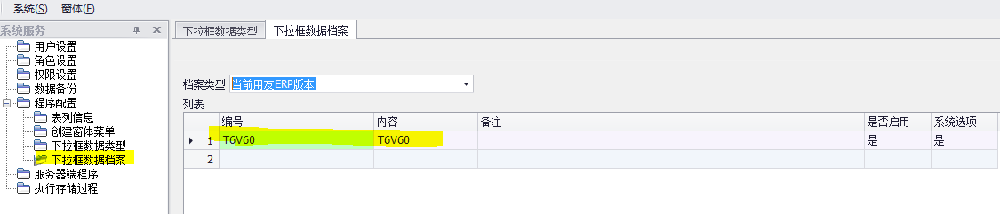 系统(S) 窗体(F)
系统服务
用户设置
角色设置
权限设置
数据备份
程序配置
表列信息
创建窗体菜单
下拉框数据类型
下拉框数据档案
服务器端程序
执行存储过程
下拉框数据类型 下拉框数据档案
档案类型 当前用友ERP版本
列表
编号 内容 备注 是否启用 系统选项
1 T6V60 T6V60 是 是
2